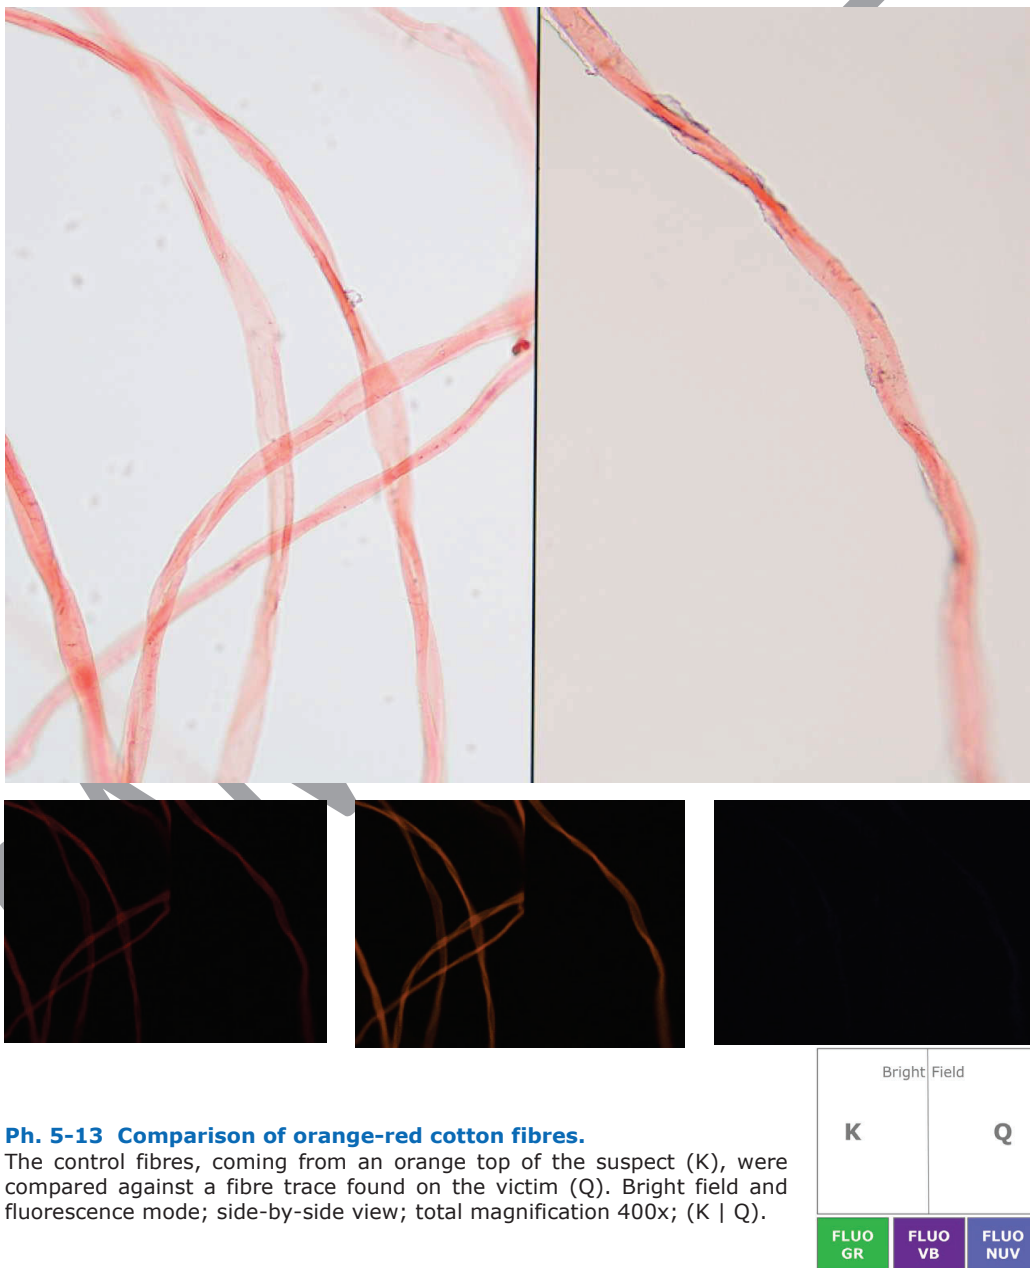 Bright Field
K Q
Ph. 5-13 Comparison of orange-red cotton fibres.
The control fibres, coming from an orange top of the suspect (K), were
compared against a fibre trace found on the victim (Q). Bright field and
fluorescence mode; side-by-side view; total magnification 400x; (K | Q).
FLUO GR
FLUO VB
FLUO NUV